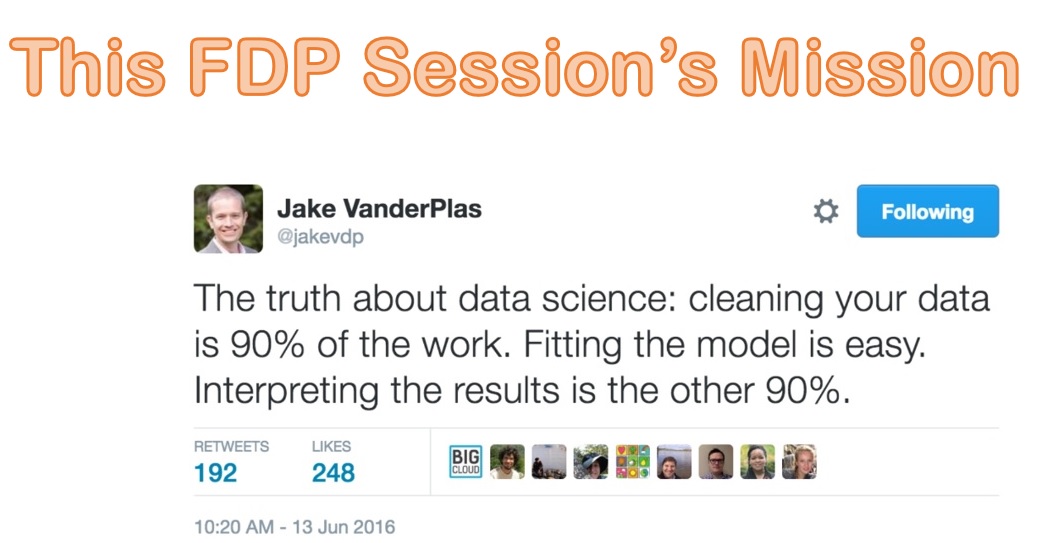 This FDP Session’s Mission
Jake VanderPlas
@jakevdp
Following
The truth about data science: cleaning your data
is 90% of the work. Fitting the model is easy.
Interpreting the results is the other 90%.
RETWEETS LIKES
192 248
BIG
CLOUD
10:20 AM - 13 Jun 2016